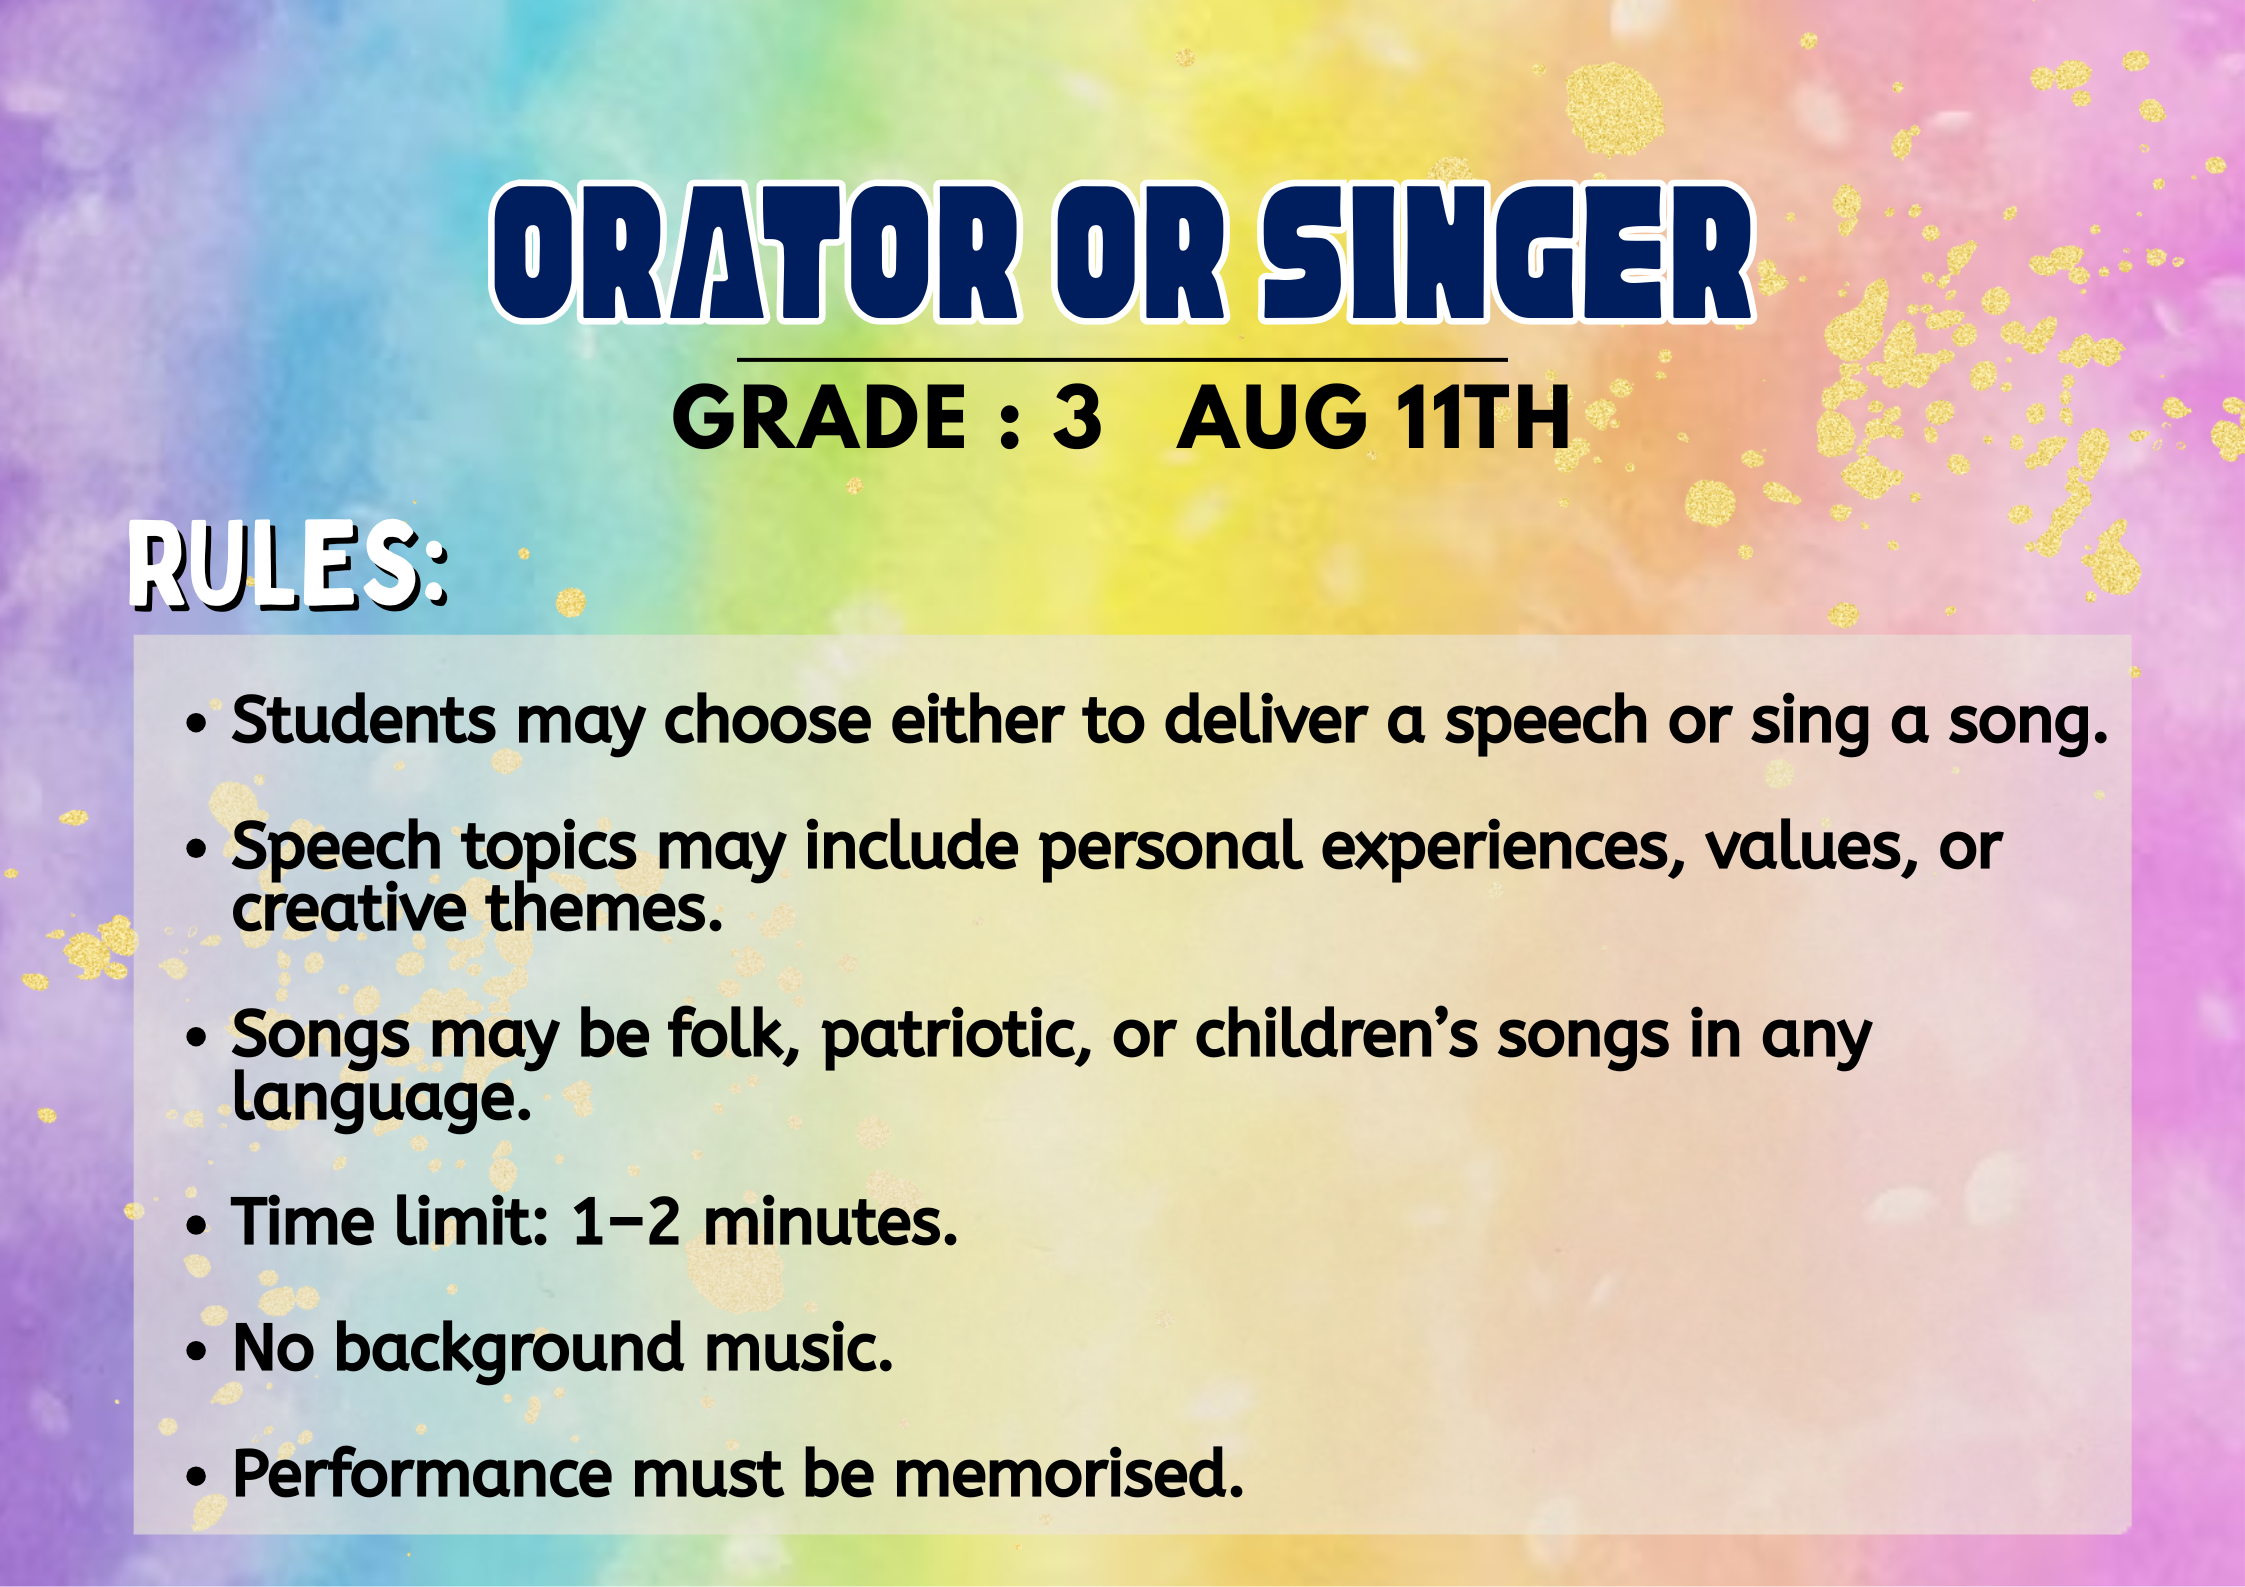 ORATOR OR SINGER
GRADE : 3 AUG 11TH
RULES:
• Students may choose either to deliver a speech or sing a song.
• Speech topics may include personal experiences, values, or
creative themes.
• Songs may be folk, patriotic, or children’s songs in any
language.
• Time limit: 1–2 minutes.
• No background music.
• Performance must be memorised.